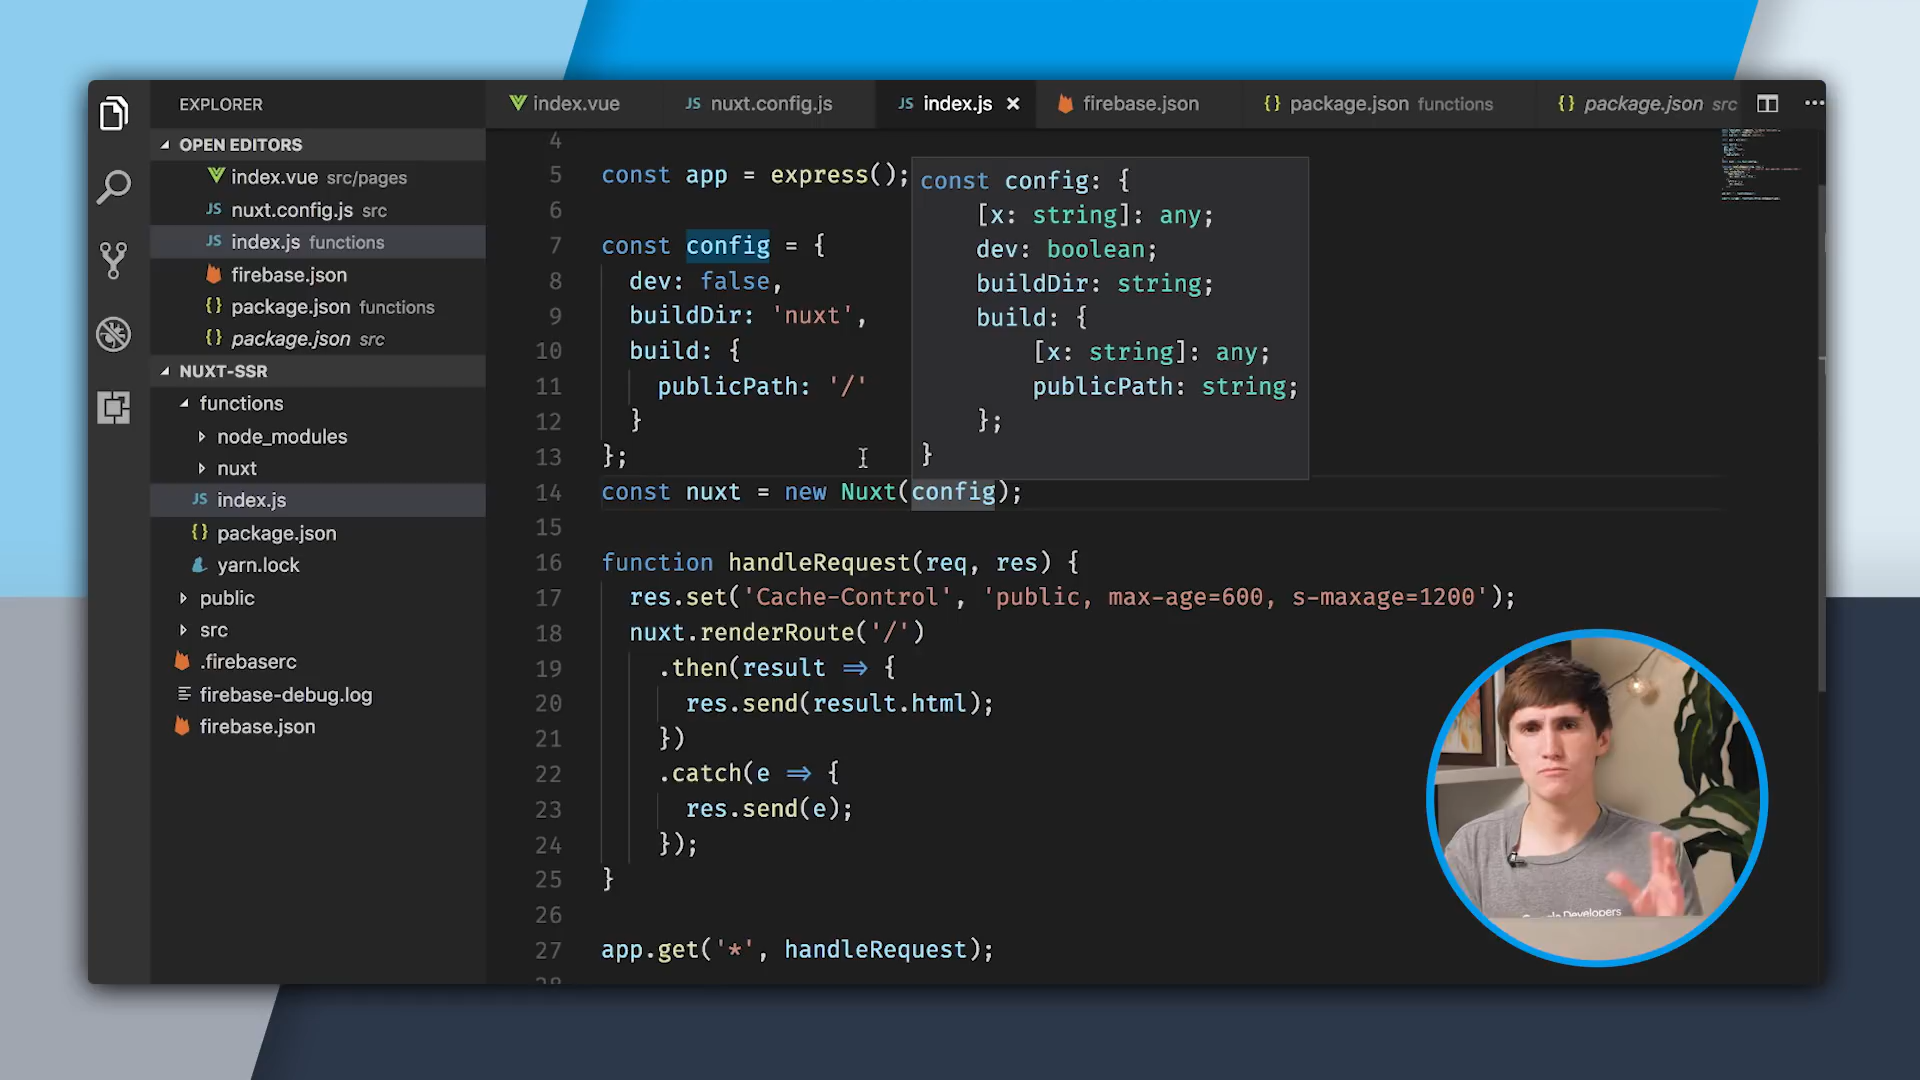 EXPLORER
OPEN EDITORS
index.vue src/pages
nuxt.config.js src
index.js functions
firebase.json
package.json functions
package.json src
NUXT-SSR
functions
node_modules
nuxt
index.js
package.json
yarn.lock
public
src
.firebaserc
firebase-debug.log
firebase.json
index.vue
JS nuxt.config.js
JS index.js ×
firebase.json
{} package.json functions
{} package.json src
4
5 const app = express();
6
7 const config = {
8 dev: false,
9 buildDir: 'nuxt',
10 build: {
11 publicPath: '/'
12 }
13 };
14 const nuxt = new Nuxt(config);
15
16 function handleRequest(req, res) {
17 res.set('Cache-Control', 'public, max-age=600, s-maxage=1200');
18 nuxt.renderRoute('/')
19 .then(result => {
20 res.send(result.html);
21 })
22 .catch(e => {
23 res.send(e);
24 });
25 }
26
27 app.get('*', handleRequest);
const config: {
[x: string]: any;
dev: boolean;
buildDir: string;
build: {
[x: string]: any;
publicPath: string;
};
}
Google Developers